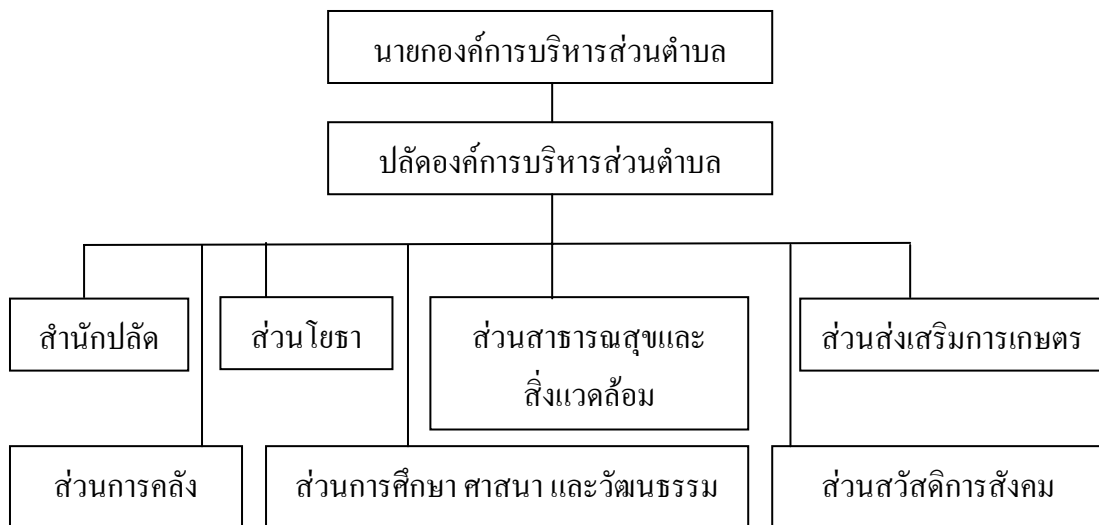 นายกองค์การบริหารส่วนตำบล
ปลัดองค์การบริหารส่วนตำบล
สำนักปลัด
ส่วนโยธา
ส่วนสาธารณสุขและ
สิ่งแวดล้อม
ส่วนส่งเสริมการเกษตร
ส่วนการคลัง
ส่วนการศึกษา ศาสนา และวัฒนธรรม
ส่วนสวัสดิการสังคม